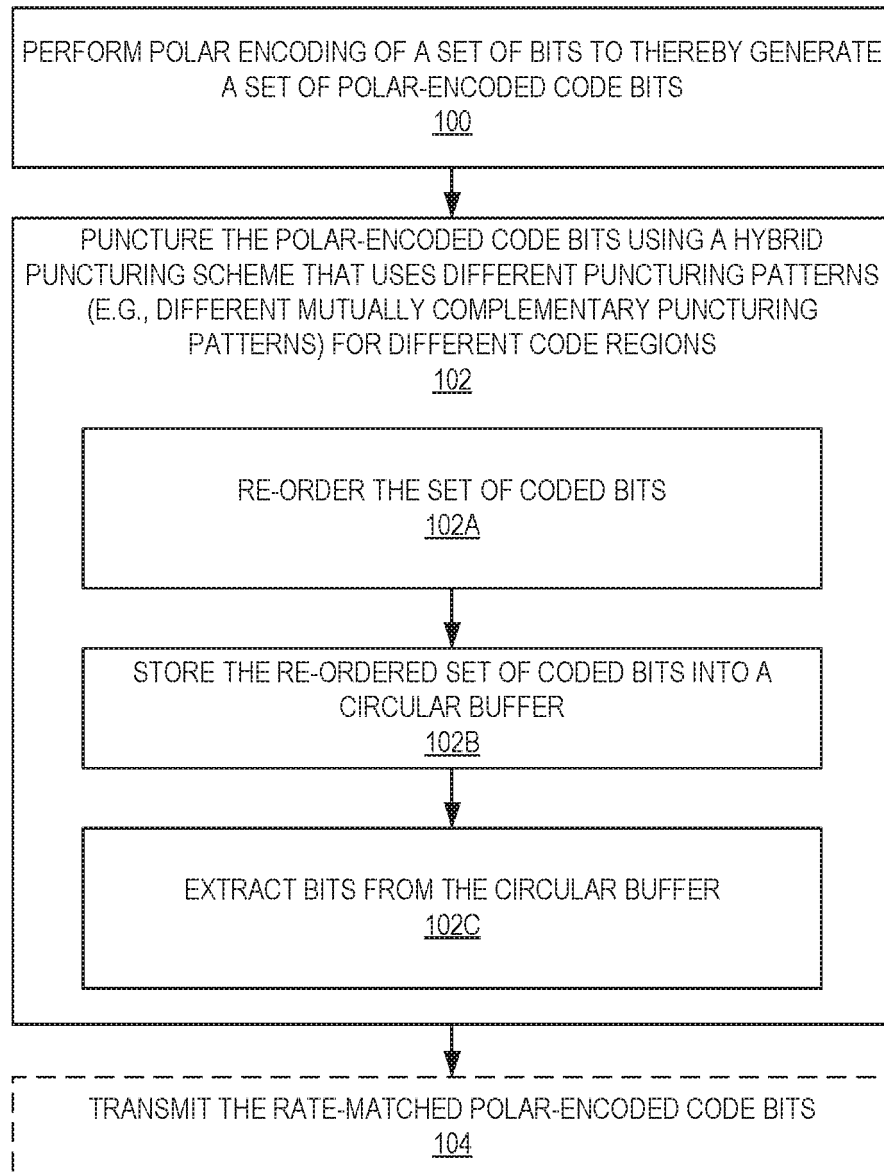 PERFORM POLAR ENCODING OF A SET OF BITS TO THEREBY GENERATE
A SET OF POLAR-ENCODED CODE BITS
100
PUNCTURE THE POLAR-ENCODED CODE BITS USING A HYBRID
PUNCTURING SCHEME THAT USES DIFFERENT PUNCTURING PATTERNS
(E.G., DIFFERENT MUTUALLY COMPLEMENTARY PUNCTURING
PATTERNS) FOR DIFFERENT CODE REGIONS
102
RE-ORDER THE SET OF CODED BITS
102A
STORE THE RE-ORDERED SET OF CODED BITS INTO A
CIRCULAR BUFFER
102B
EXTRACT BITS FROM THE CIRCULAR BUFFER
102C
TRANSMIT THE RATE-MATCHED POLAR-ENCODED CODE BITS
104